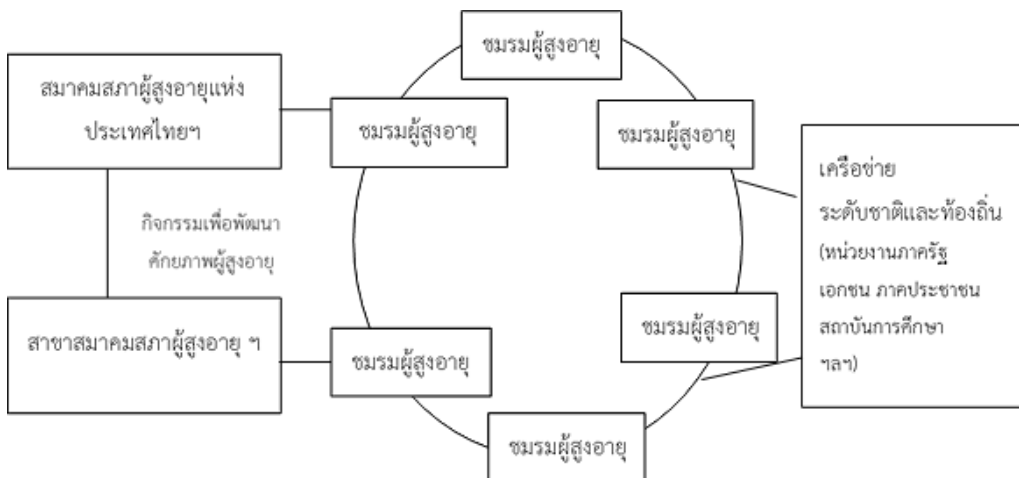 ชมรมผู้สูงอายุ
สมาคมสภาผู้สูงอายุแห่ง
ประเทศไทยฯ
ชมรมผู้สูงอายุ
ชมรมผู้สูงอายุ
เครือข่าย
ระดับชาติและท้องถิ่น
(หน่วยงานภาครัฐ
เอกชน ภาคประชาชน
สถาบันการศึกษา
ฯลฯ)
กิจกรรมเพื่อพัฒนา
ศักยภาพผู้สูงอายุ
สาขาสมาคมสภาผู้สูงอายุ ฯ
ชมรมผู้สูงอายุ
ชมรมผู้สูงอายุ
ชมรมผู้สูงอายุ